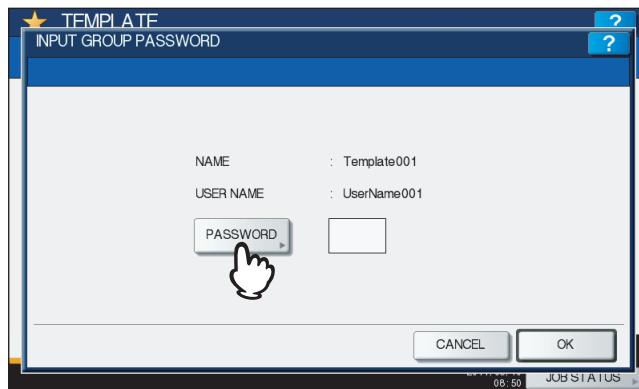 TEMPLATE ?
INPUT GROUP PASSWORD ?
NAME : Template001
USER NAME : UserName001
PASSWORD
CANCEL OK
08:50 JOB STATUS